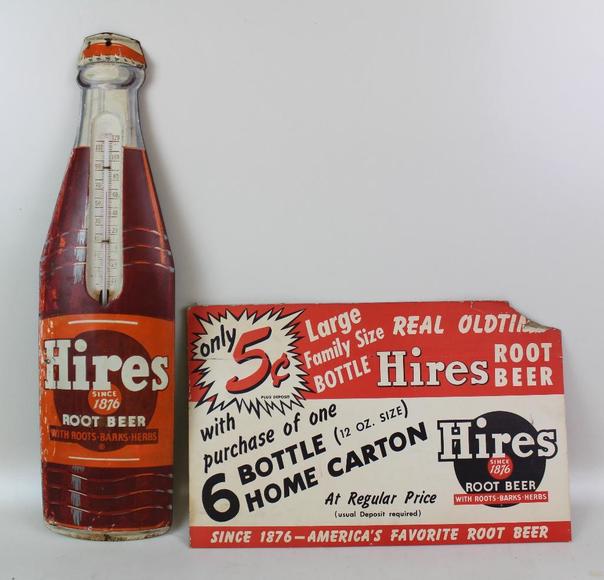 Hires
SINCE
1876
ROOT BEER
WITH ROOTS·BARKS·HERBS
only
5¢
PLUS DEPOSIT
Large
Family Size
BOTTLE
REAL OLDTI
Hires
ROOT
BEER
with
purchase of one
6 BOTTLE (12 OZ. SIZE)
HOME CARTON
At Regular Price
(usual Deposit required)
Hires
SINCE
1876
ROOT BEER
WITH ROOTS·BARKS·HERBS
SINCE 1876—AMERICA'S FAVORITE ROOT BEER